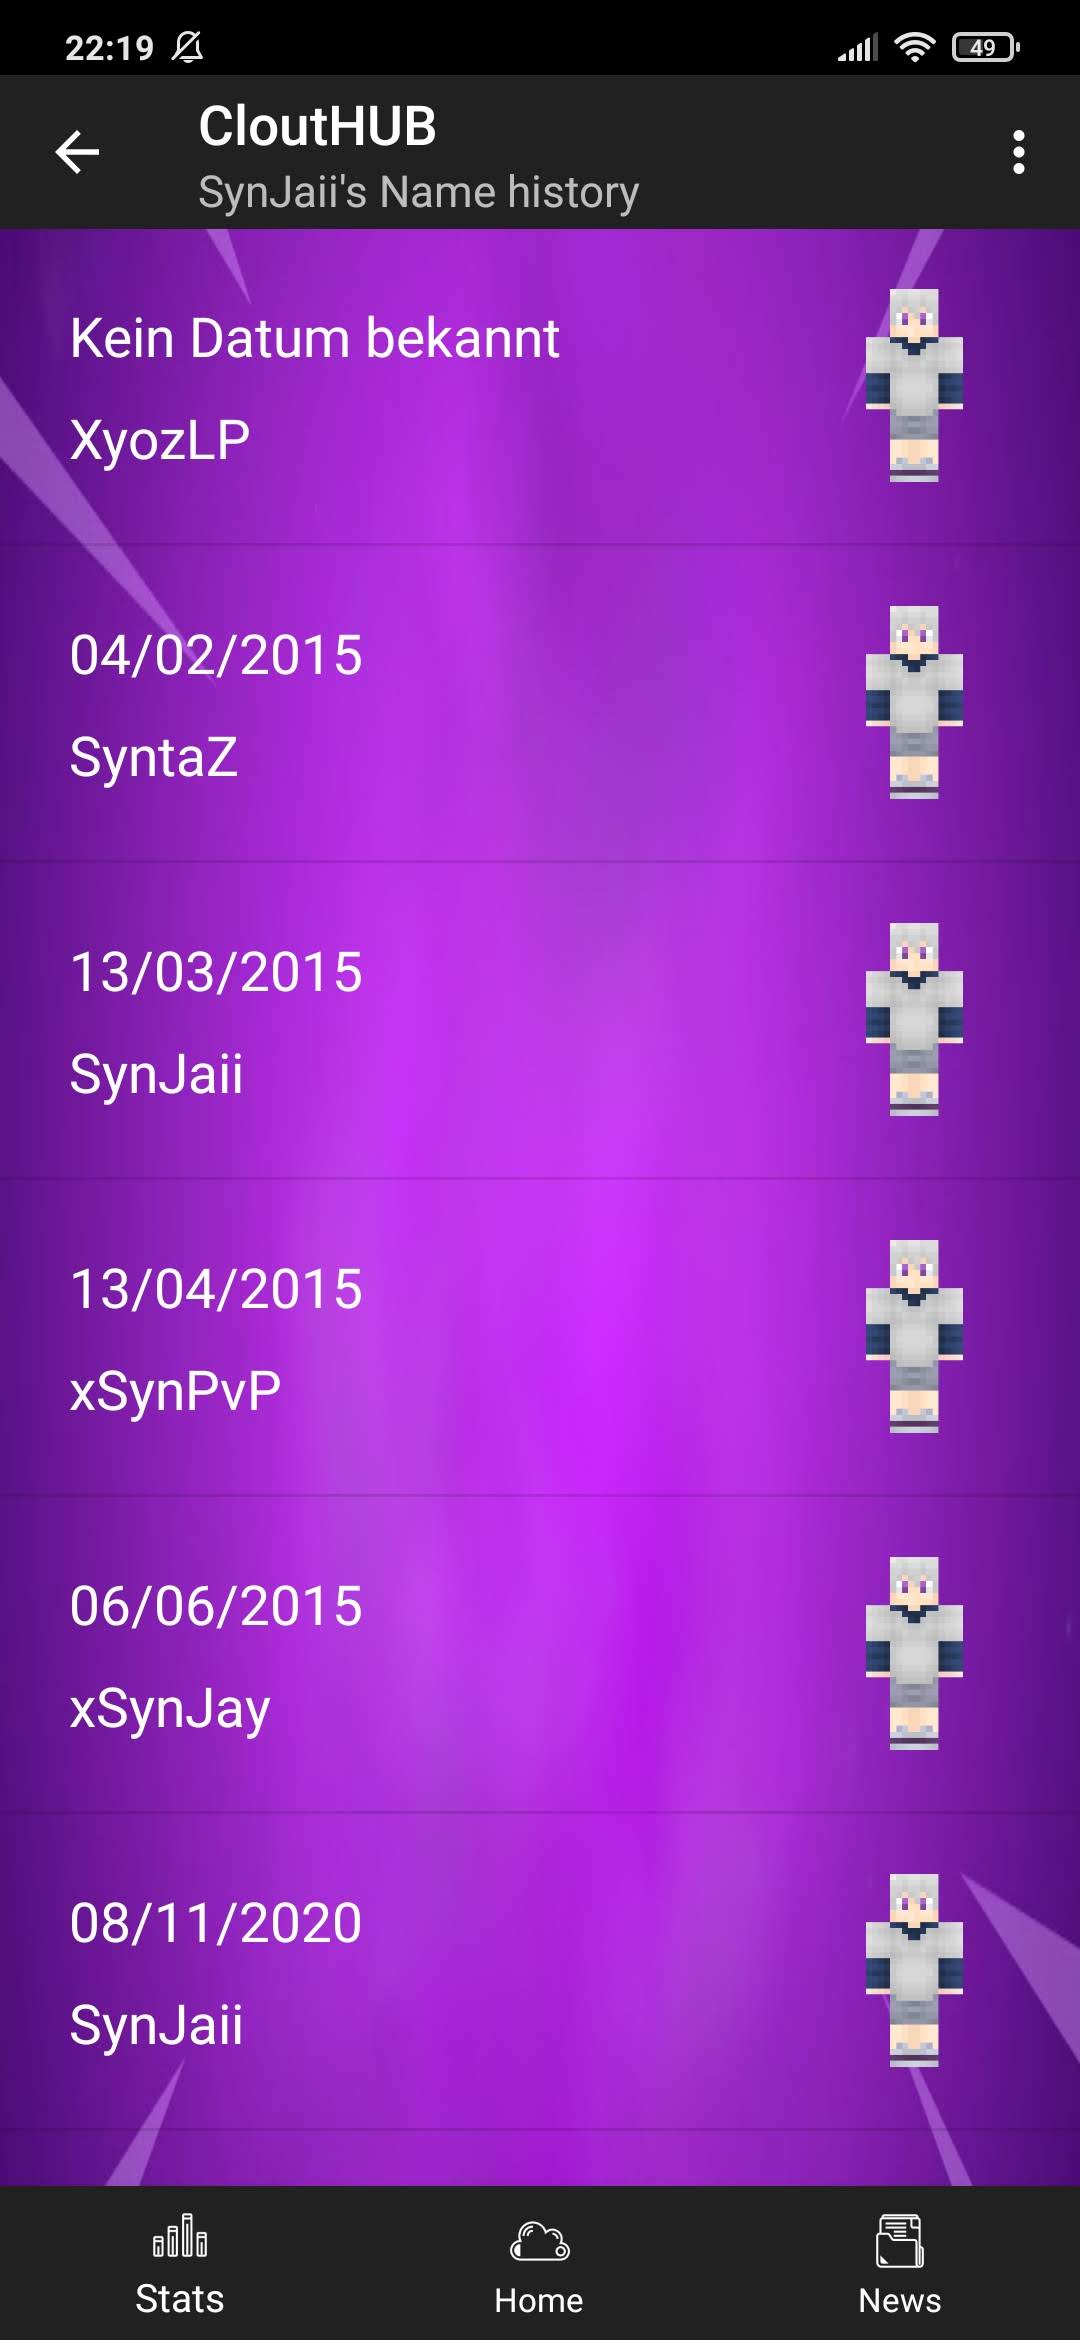 22:19
49
CloutHUB
SynJaii's Name history
Kein Datum bekannt
XyozLP
04/02/2015
SyntaZ
13/03/2015
SynJaii
13/04/2015
xSynPvP
06/06/2015
xSynJay
08/11/2020
SynJaii
Stats
Home
News